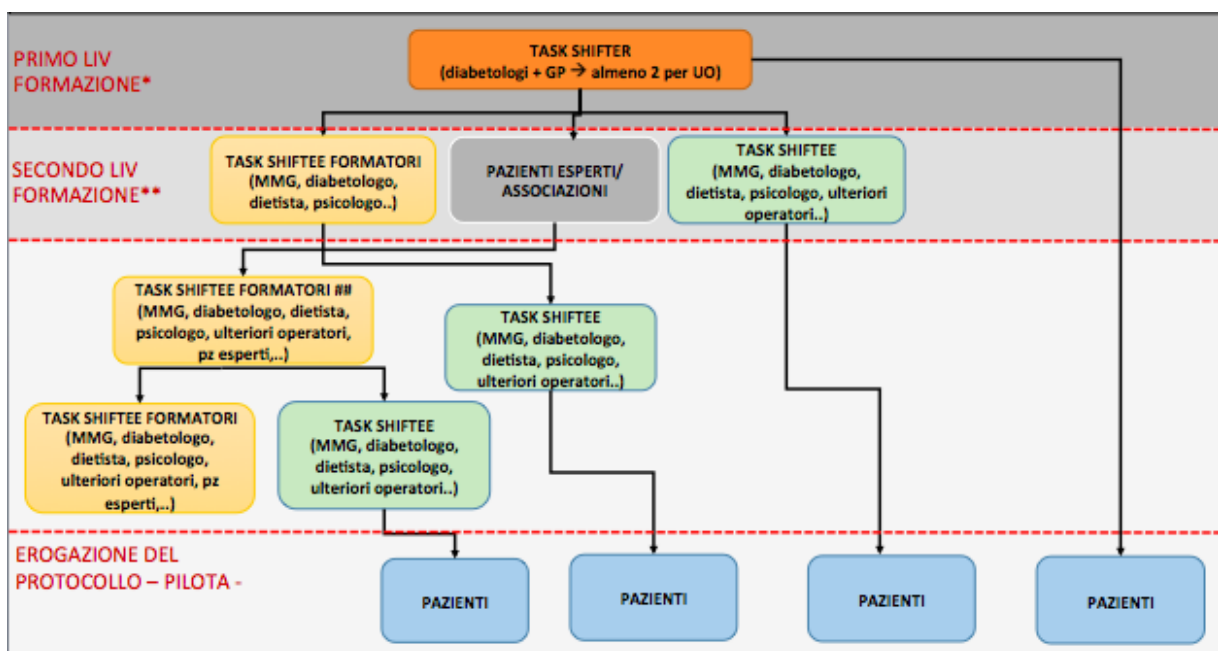 PRIMO LIV
FORMAZIONE*
TASK SHIFTER
(diabetologi + GP → almeno 2 per UO)
SECONDO LIV
FORMAZIONE**
TASK SHIFTEE FORMATORI
(MMG, diabetologo,
dietista, psicologo..)
PAZIENTI ESPERTI/
ASSOCIAZIONI
TASK SHIFTEE
(MMG, diabetologo,
dietista, psicologo, ulteriori
operatori..)
TASK SHIFTEE FORMATORI ##
(MMG, diabetologo, dietista,
psicologo, ulteriori operatori,
pz esperti,..)
TASK SHIFTEE
(MMG, diabetologo,
dietista, psicologo,
ulteriori operatori..)
TASK SHIFTEE FORMATORI
(MMG, diabetologo,
dietista, psicologo,
ulteriori operatori, pz
esperti,..)
TASK SHIFTEE
(MMG, diabetologo,
dietista, psicologo,
ulteriori operatori..)
EROGAZIONE DEL
PROTOCOLLO – PILOTA -
PAZIENTI
PAZIENTI
PAZIENTI
PAZIENTI